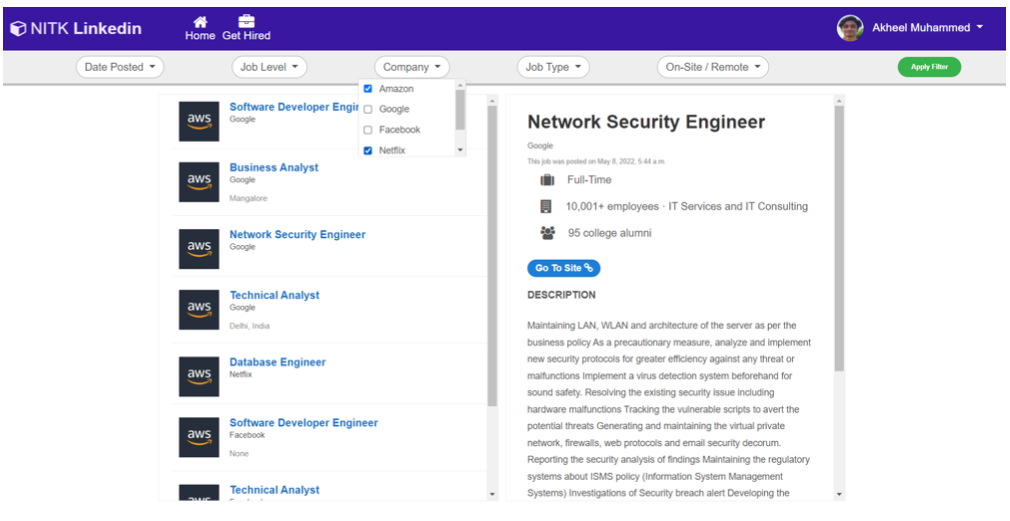 NITK Linkedin
Home
Get Hired
Akheel Muhammed
Date Posted
Job Level
Company
Job Type
On-Site / Remote
Apply Filter
Amazon
Google
Facebook
Netflix
aws
Software Developer Engin
Google
aws
Business Analyst
Google
Mangalore
aws
Network Security Engineer
Google
aws
Technical Analyst
Google
Delhi, India
aws
Database Engineer
Netflix
aws
Software Developer Engineer
Facebook
None
aws
Technical Analyst
Network Security Engineer
Google
This job was posted on May 8, 2022, 5:44 a.m.
Full-Time
10,001+ employees · IT Services and IT Consulting
95 college alumni
Go To Site
DESCRIPTION
Maintaining LAN, WLAN and architecture of the server as per the
business policy As a precautionary measure, analyze and implement
new security protocols for greater efficiency against any threat or
malfunctions Implement a virus detection system beforehand for
sound safety. Resolving the existing security issue including
hardware malfunctions Tracking the vulnerable scripts to avert the
potential threats Generating and maintaining the virtual private
network, firewalls, web protocols and email security decorum.
Reporting the security analysis of findings Maintaining the regulatory
systems about ISMS policy (Information System Management
Systems) Investigations of Security breach alert Developing the